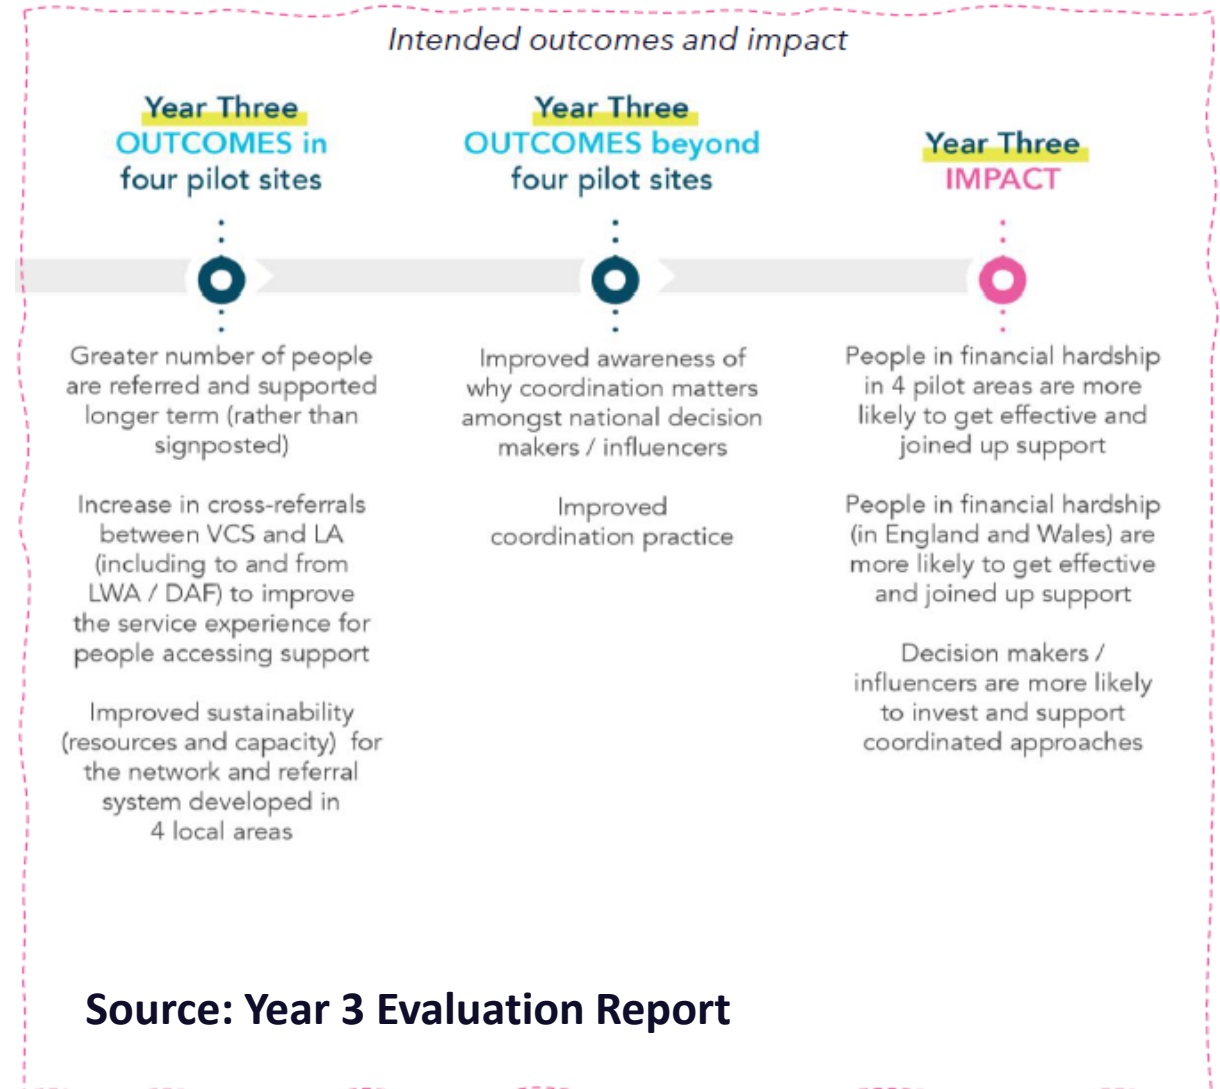 Intended outcomes and impact
Year Three
OUTCOMES in
four pilot sites
Greater number of people
are referred and supported
longer term (rather than
signposted)
Increase in cross-referrals
between VCS and LA
(including to and from
LWA / DAF) to improve
the service experience for
people accessing support
Improved sustainability
(resources and capacity) for
the network and referral
system developed in
4 local areas
Year Three
OUTCOMES beyond
four pilot sites
Improved awareness of
why coordination matters
amongst national decision
makers / influencers
Improved
coordination practice
Year Three
IMPACT
People in financial hardship
in 4 pilot areas are more
likely to get effective and
joined up support
People in financial hardship
(in England and Wales) are
more likely to get effective
and joined up support
Decision makers /
influencers are more likely
to invest and support
coordinated approaches
Source: Year 3 Evaluation Report